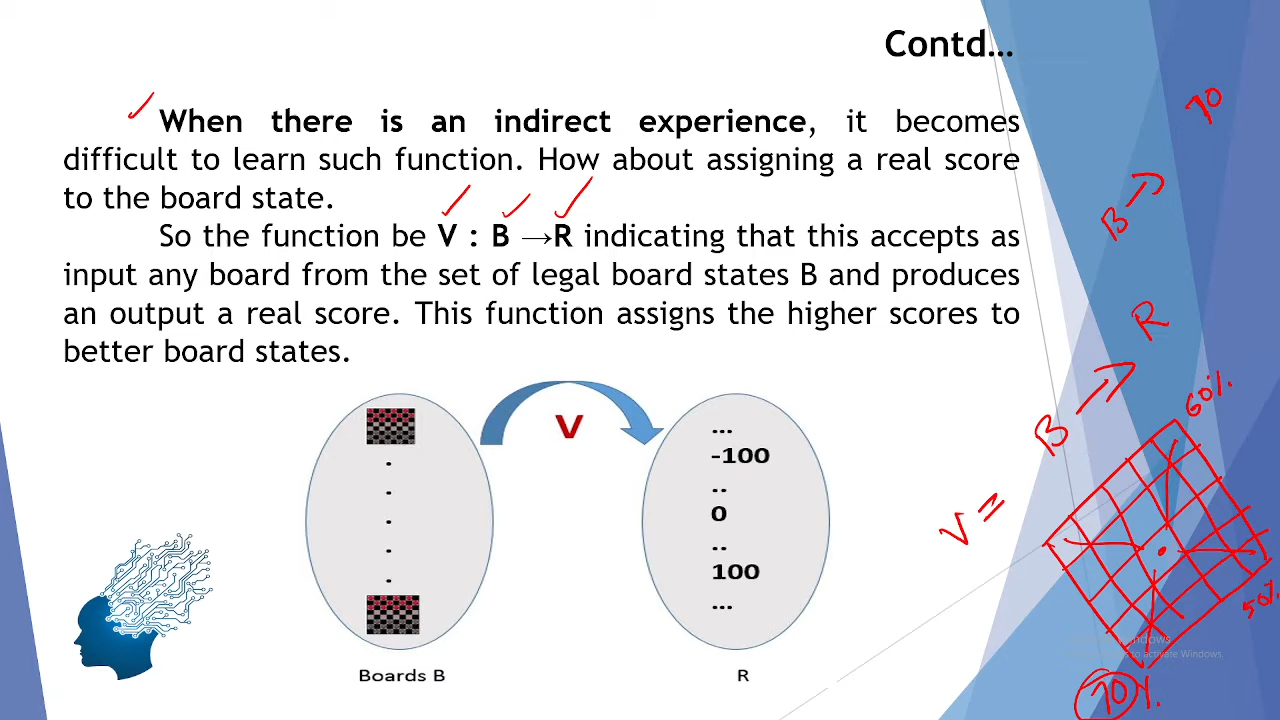 Contd…
When there is an indirect experience, it becomes
difficult to learn such function. How about assigning a real score
to the board state.
So the function be V : B →R indicating that this accepts as
input any board from the set of legal board states B and produces
an output a real score. This function assigns the higher scores to
better board states.
V
...
-100
..
0
..
100
...
Boards B
R
70
B →
V = B → R
60%
50%
70%
to activate Windows.